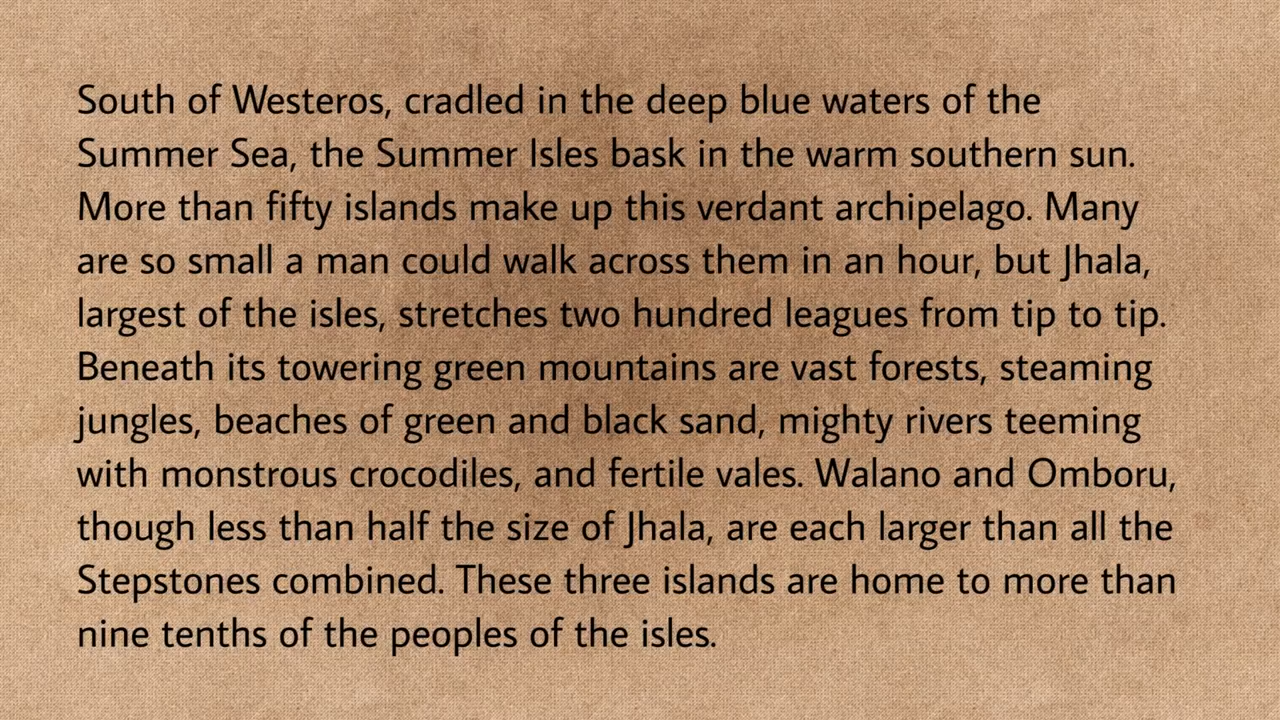 South of Westeros, cradled in the deep blue waters of the
Summer Sea, the Summer Isles bask in the warm southern sun.
More than fifty islands make up this verdant archipelago. Many
are so small a man could walk across them in an hour, but Jhala,
largest of the isles, stretches two hundred leagues from tip to tip.
Beneath its towering green mountains are vast forests, steaming
jungles, beaches of green and black sand, mighty rivers teeming
with monstrous crocodiles, and fertile vales. Walano and Omboru,
though less than half the size of Jhala, are each larger than all the
Stepstones combined. These three islands are home to more than
nine tenths of the peoples of the isles.